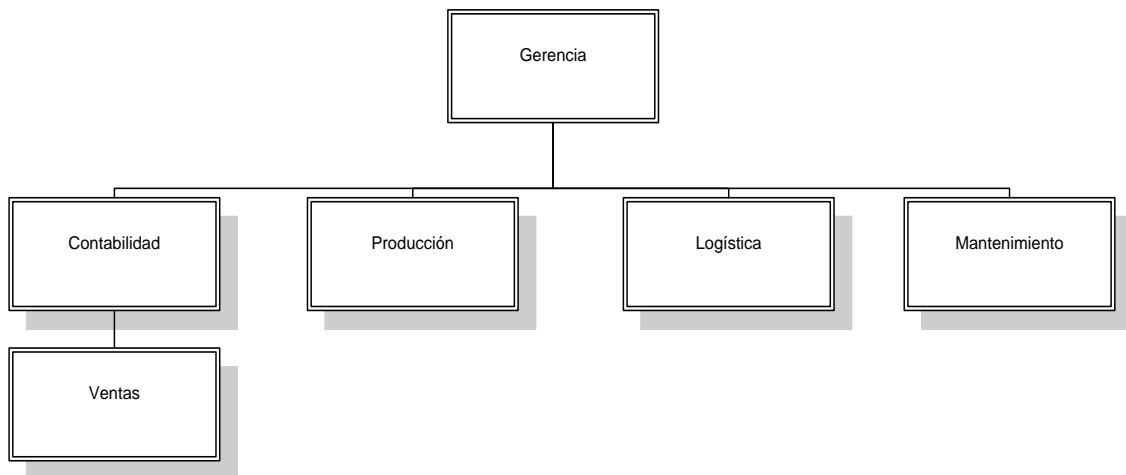 Gerencia
Contabilidad
Producción
Logística
Mantenimiento
Ventas